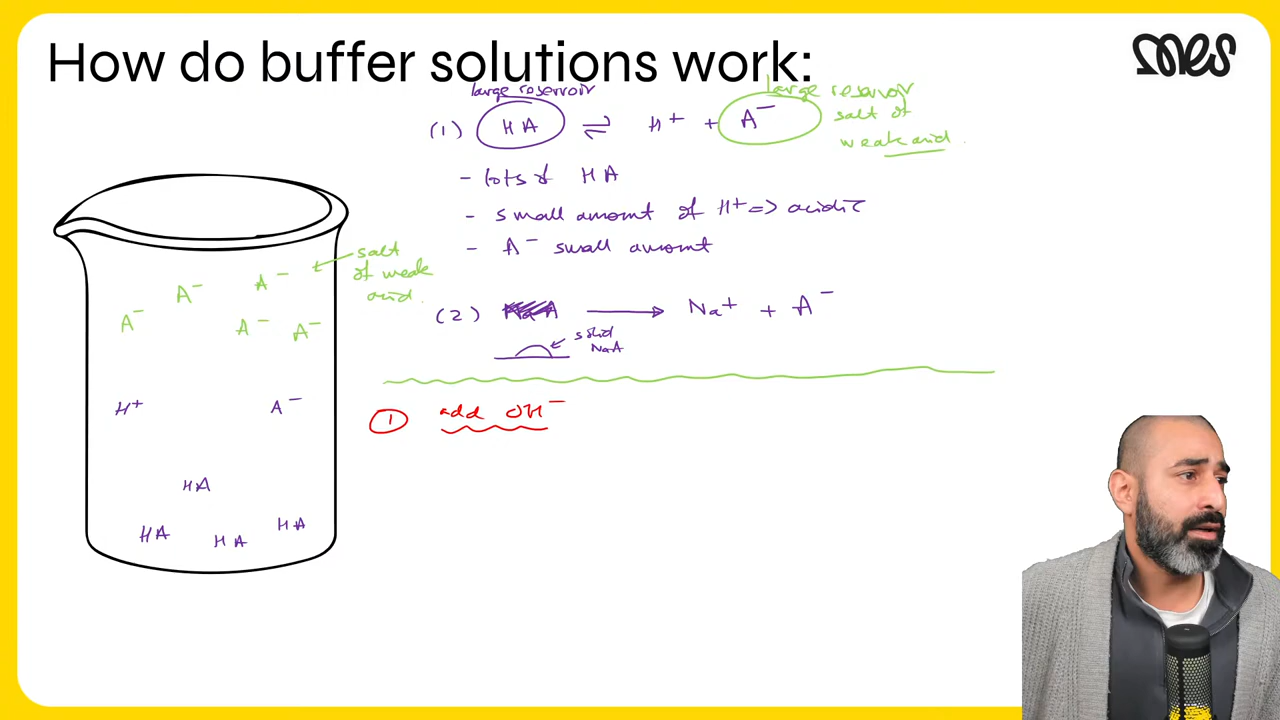 How do buffer solutions work:
mes
large reservoir
large reservoir
(1) HA ⇌ H+ + A−
salt of
weak acid.
- lots of HA
- small amount of H+ => acidic
- A− small amount
salt
of weak
acid.
A− A− A−
A− A−
(2) NaA → Na+ + A−
solid
NaA
① add OH−
H+ A−
HA
HA HA HA